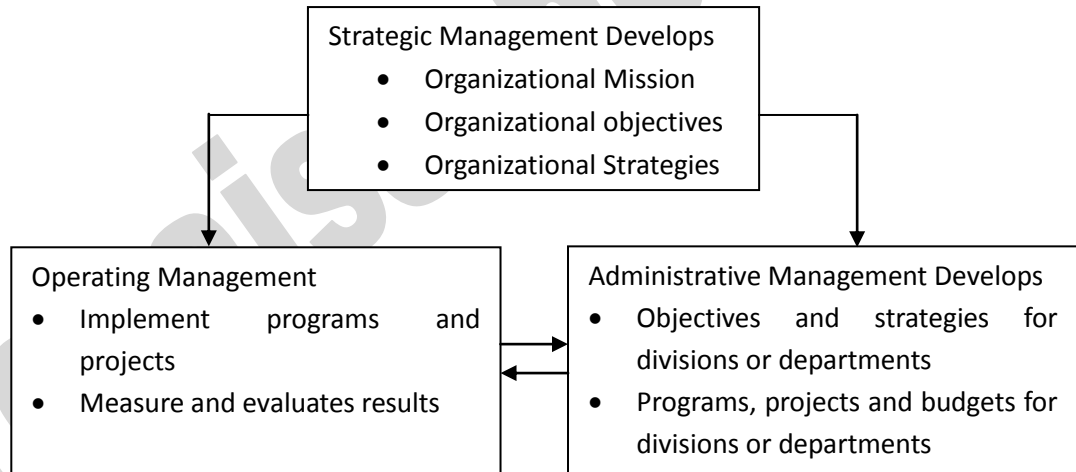 Strategic Management Develops
• Organizational Mission
• Organizational objectives
• Organizational Strategies
Operating Management
• Implement programs and
projects
• Measure and evaluates results
Administrative Management Develops
• Objectives and strategies for
divisions or departments
• Programs, projects and budgets for
divisions or departments